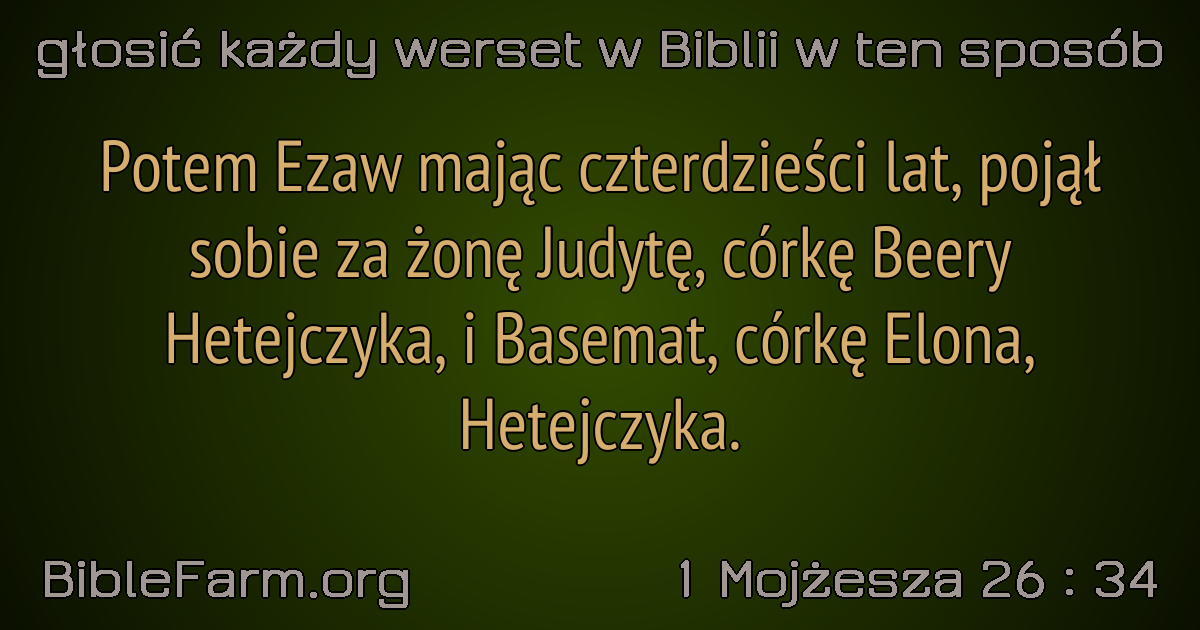 głosić każdy werset w Biblii w ten sposób
Potem Ezaw mając czterdzieści lat, pojął
sobie za żonę Judytę, córkę Beery
Hetejczyka, i Basemat, córkę Elona,
Hetejczyka.
BibleFarm.org
1 Mojżesza 26 : 34